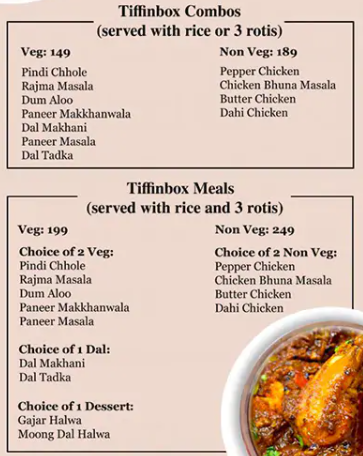 Tiffinbox Combos
(served with rice or 3 rotis)
Veg: 149
Pindi Chhole
Rajma Masala
Dum Aloo
Paneer Makkhanwala
Dal Makhani
Paneer Masala
Dal Tadka
Non Veg: 189
Pepper Chicken
Chicken Bhuna Masala
Butter Chicken
Dahi Chicken
Tiffinbox Meals
(served with rice and 3 rotis)
Veg: 199
Choice of 2 Veg:
Pindi Chhole
Rajma Masala
Dum Aloo
Paneer Makkhanwala
Paneer Masala
Choice of 1 Dal:
Dal Makhani
Dal Tadka
Choice of 1 Dessert:
Gajar Halwa
Moong Dal Halwa
Non Veg: 249
Choice of 2 Non Veg:
Pepper Chicken
Chicken Bhuna Masala
Butter Chicken
Dahi Chicken